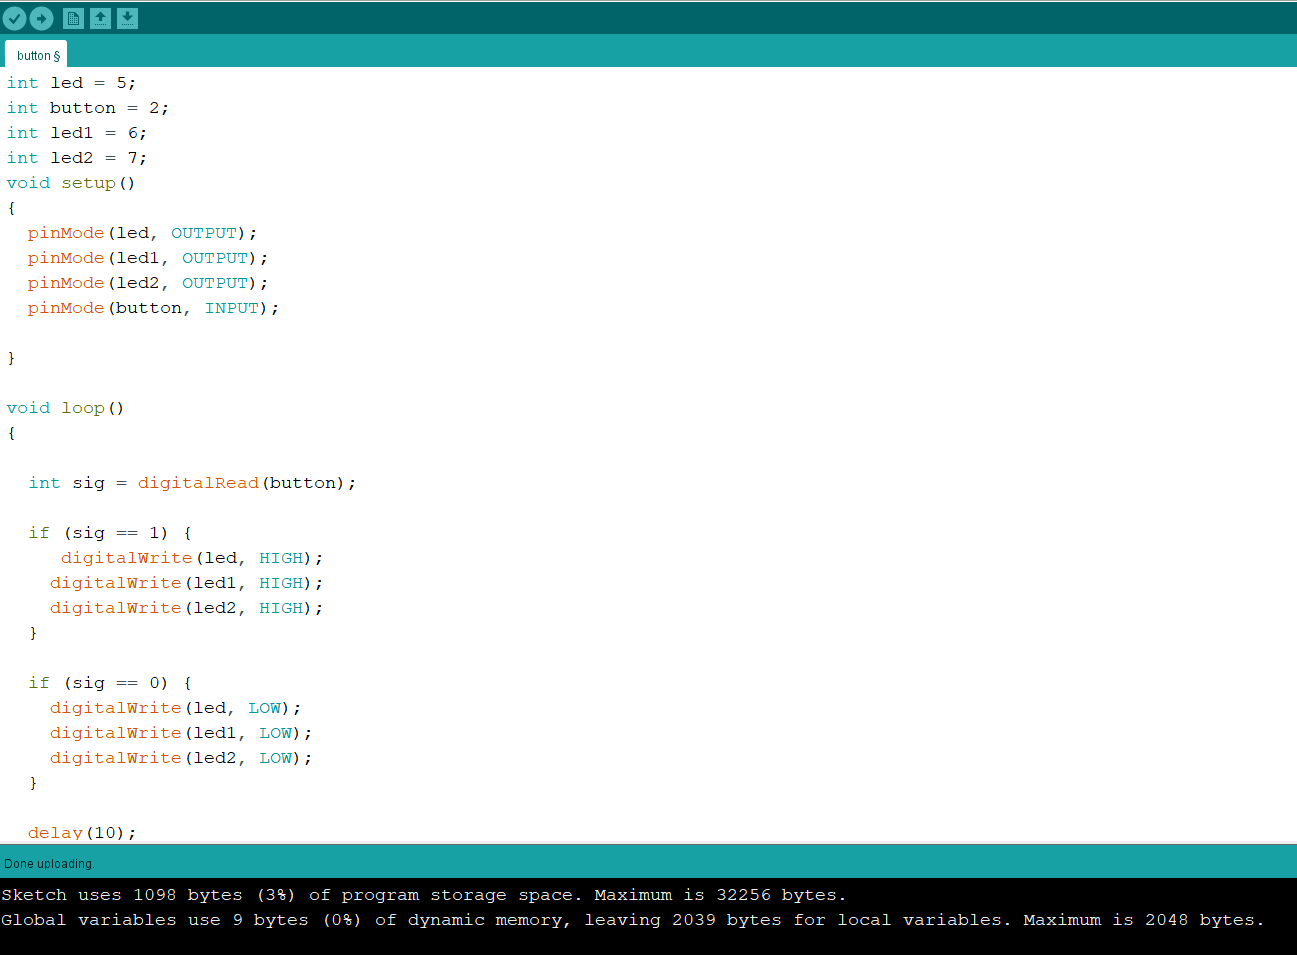 button §
int led = 5;
int button = 2;
int led1 = 6;
int led2 = 7;
void setup()
{
  pinMode(led, OUTPUT);
  pinMode(led1, OUTPUT);
  pinMode(led2, OUTPUT);
  pinMode(button, INPUT);
}
void loop()
{
  int sig = digitalRead(button);
  if (sig == 1) {
     digitalWrite(led, HIGH);
    digitalWrite(led1, HIGH);
    digitalWrite(led2, HIGH);
  }
  if (sig == 0) {
    digitalWrite(led, LOW);
    digitalWrite(led1, LOW);
    digitalWrite(led2, LOW);
  }
  delay(10);
Done uploading.
Sketch uses 1098 bytes (3%) of program storage space. Maximum is 32256 bytes.
Global variables use 9 bytes (0%) of dynamic memory, leaving 2039 bytes for local variables. Maximum is 2048 bytes.